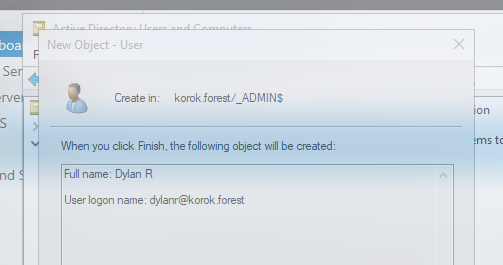 Active Directory Users and Computers
boa
New Object - User
Ser
Create in: korok.forest/_ADMIN$
erver
ion
S
When you click Finish, the following object will be created:
ems to
Full name: Dylan R
nd S
User logon name: dylanr@korok.forest